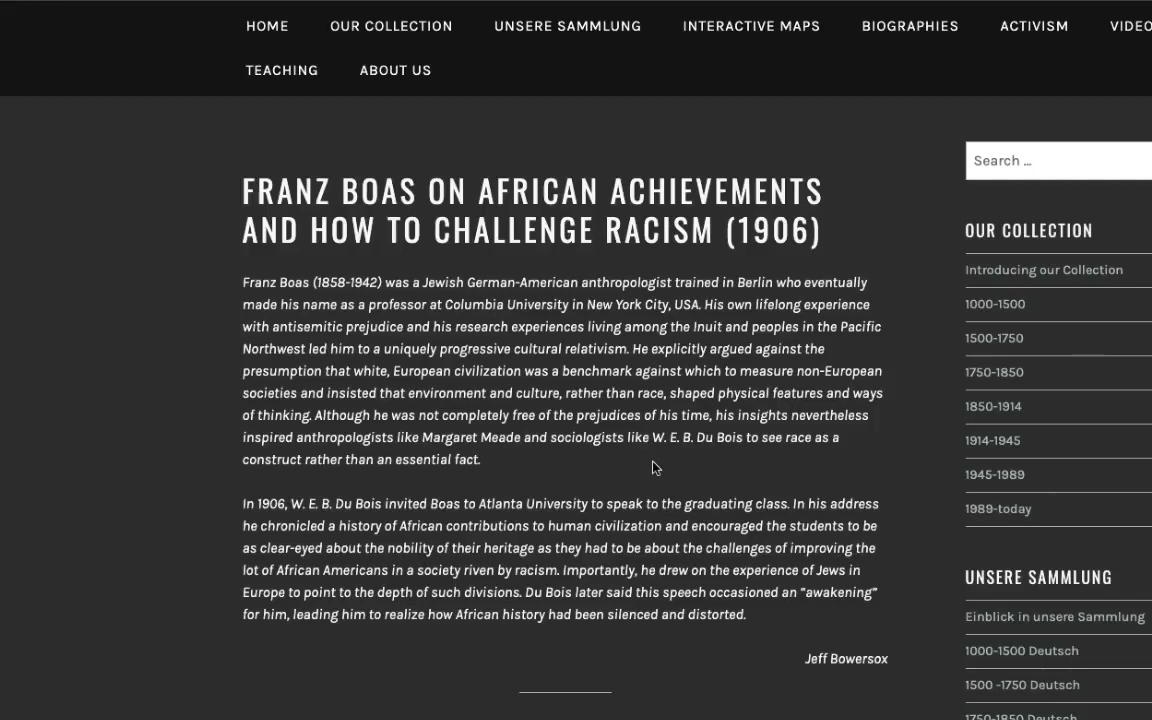 HOME OUR COLLECTION UNSERE SAMMLUNG INTERACTIVE MAPS BIOGRAPHIES ACTIVISM VIDEO
TEACHING ABOUT US
FRANZ BOAS ON AFRICAN ACHIEVEMENTS
AND HOW TO CHALLENGE RACISM (1906)
Franz Boas (1858-1942) was a Jewish German-American anthropologist trained in Berlin who eventually
made his name as a professor at Columbia University in New York City, USA. His own lifelong experience
with antisemitic prejudice and his research experiences living among the Inuit and peoples in the Pacific
Northwest led him to a uniquely progressive cultural relativism. He explicitly argued against the
presumption that white, European civilization was a benchmark against which to measure non-European
societies and insisted that environment and culture, rather than race, shaped physical features and ways
of thinking. Although he was not completely free of the prejudices of his time, his insights nevertheless
inspired anthropologists like Margaret Meade and sociologists like W. E. B. Du Bois to see race as a
construct rather than an essential fact.
In 1906, W. E. B. Du Bois invited Boas to Atlanta University to speak to the graduating class. In his address
he chronicled a history of African contributions to human civilization and encouraged the students to be
as clear-eyed about the nobility of their heritage as they had to be about the challenges of improving the
lot of African Americans in a society riven by racism. Importantly, he drew on the experience of Jews in
Europe to point to the depth of such divisions. Du Bois later said this speech occasioned an “awakening”
for him, leading him to realize how African history had been silenced and distorted.
Jeff Bowersox
Search ...
OUR COLLECTION
Introducing our Collection
1000-1500
1500-1750
1750-1850
1850-1914
1914-1945
1945-1989
1989-today
UNSERE SAMMLUNG
Einblick in unsere Sammlung
1000-1500 Deutsch
1500 -1750 Deutsch
1750-1850 Deutsch